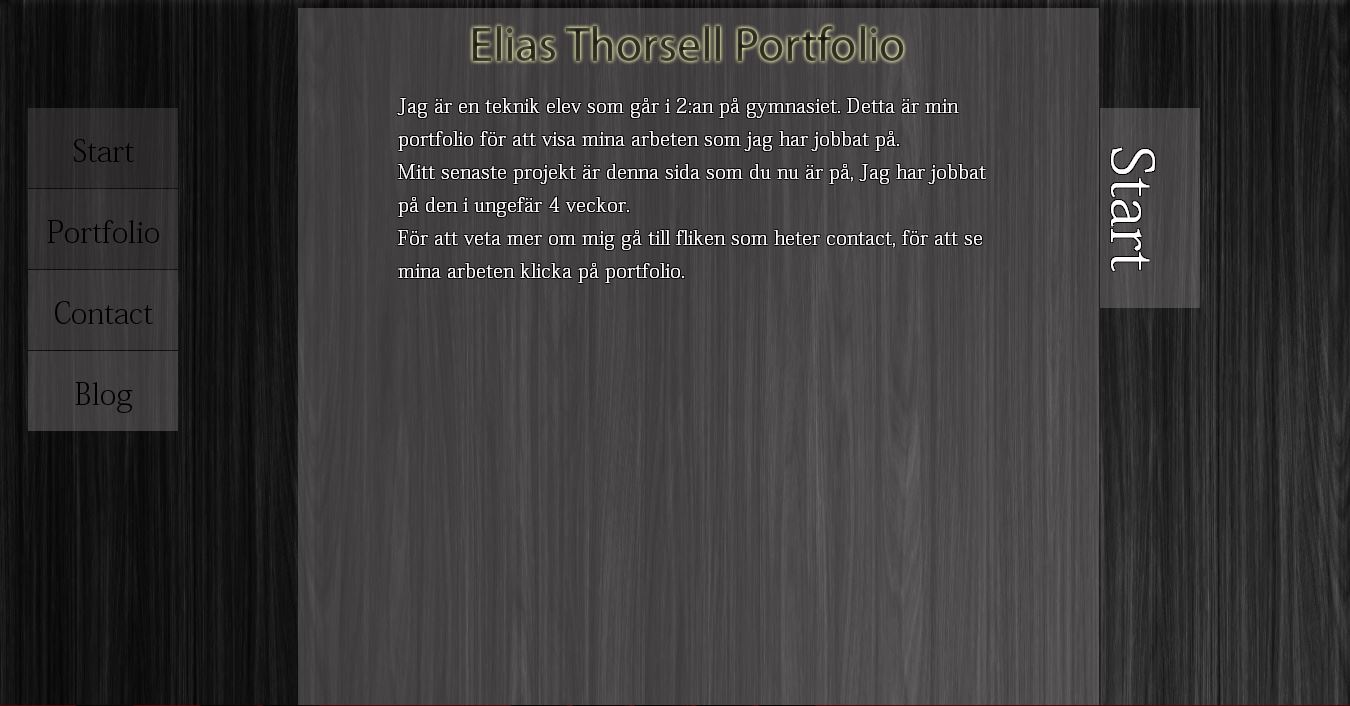 Elias Thorsell Portfolio
Start
Portfolio
Contact
Blog
Jag är en teknik elev som går i 2:an på gymnasiet. Detta är min
portfolio för att visa mina arbeten som jag har jobbat på.
Mitt senaste projekt är denna sida som du nu är på, Jag har jobbat
på den i ungefär 4 veckor.
För att veta mer om mig gå till fliken som heter contact, för att se
mina arbeten klicka på portfolio.
Start